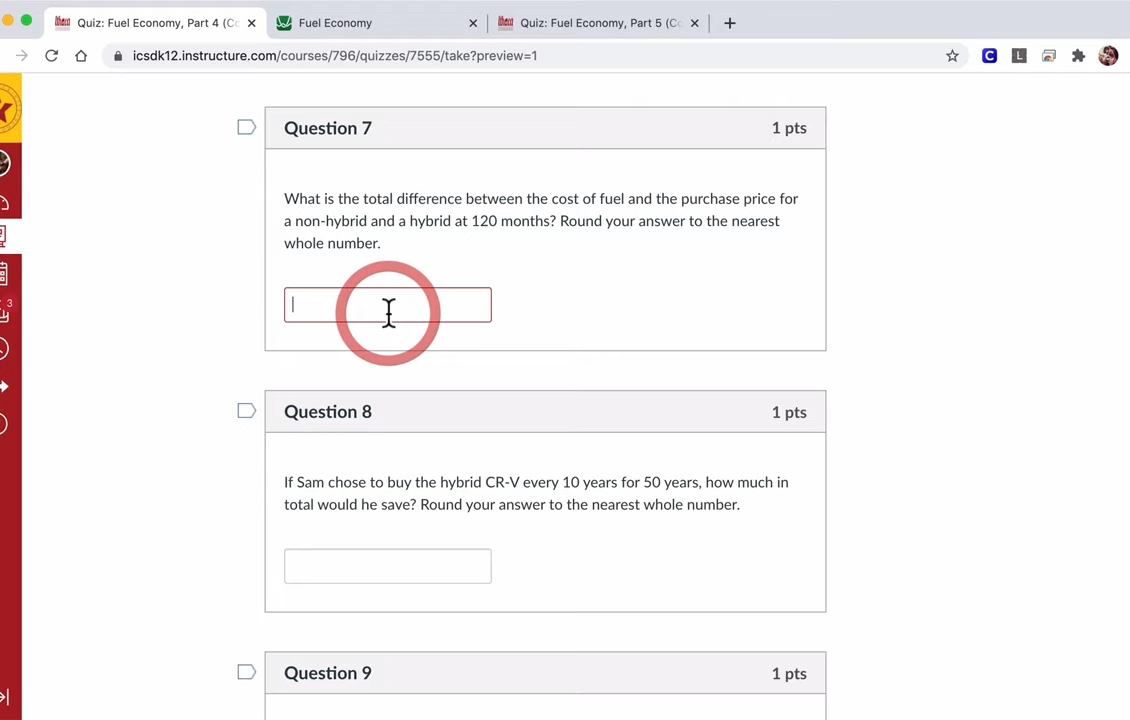 Quiz: Fuel Economy, Part 4 (Co
Fuel Economy
Quiz: Fuel Economy, Part 5 (Co
icsdk12.instructure.com/courses/796/quizzes/7555/take?preview=1
C
L
Question 7
1 pts
What is the total difference between the cost of fuel and the purchase price for
a non-hybrid and a hybrid at 120 months? Round your answer to the nearest
whole number.
3
Question 8
1 pts
If Sam chose to buy the hybrid CR-V every 10 years for 50 years, how much in
total would he save? Round your answer to the nearest whole number.
Question 9
1 pts